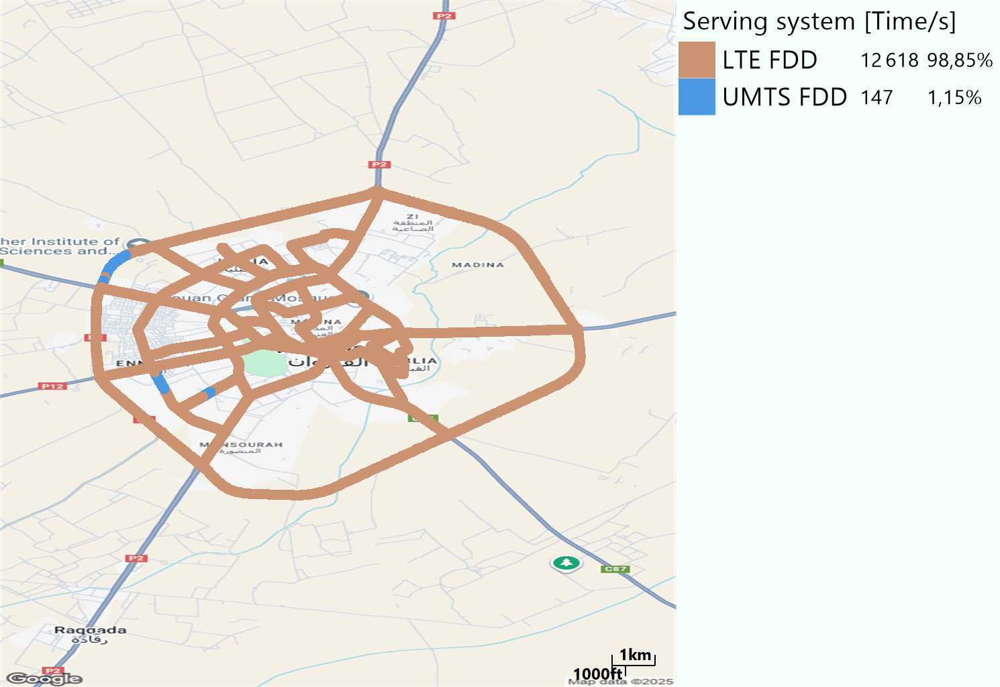 Serving system [Time/s]
LTE FDD 12 618 98,85%
UMTS FDD 147 1,15%
P2
P2
ZI
المنطقة
الصناعية
her Institute of
Sciences and...
MADINA
P12
القيروان
MANSOURAH
المنصورة
P2
C87
Raqqada
رقادة
P2
1km
1000ft
Google
Map data ©2025